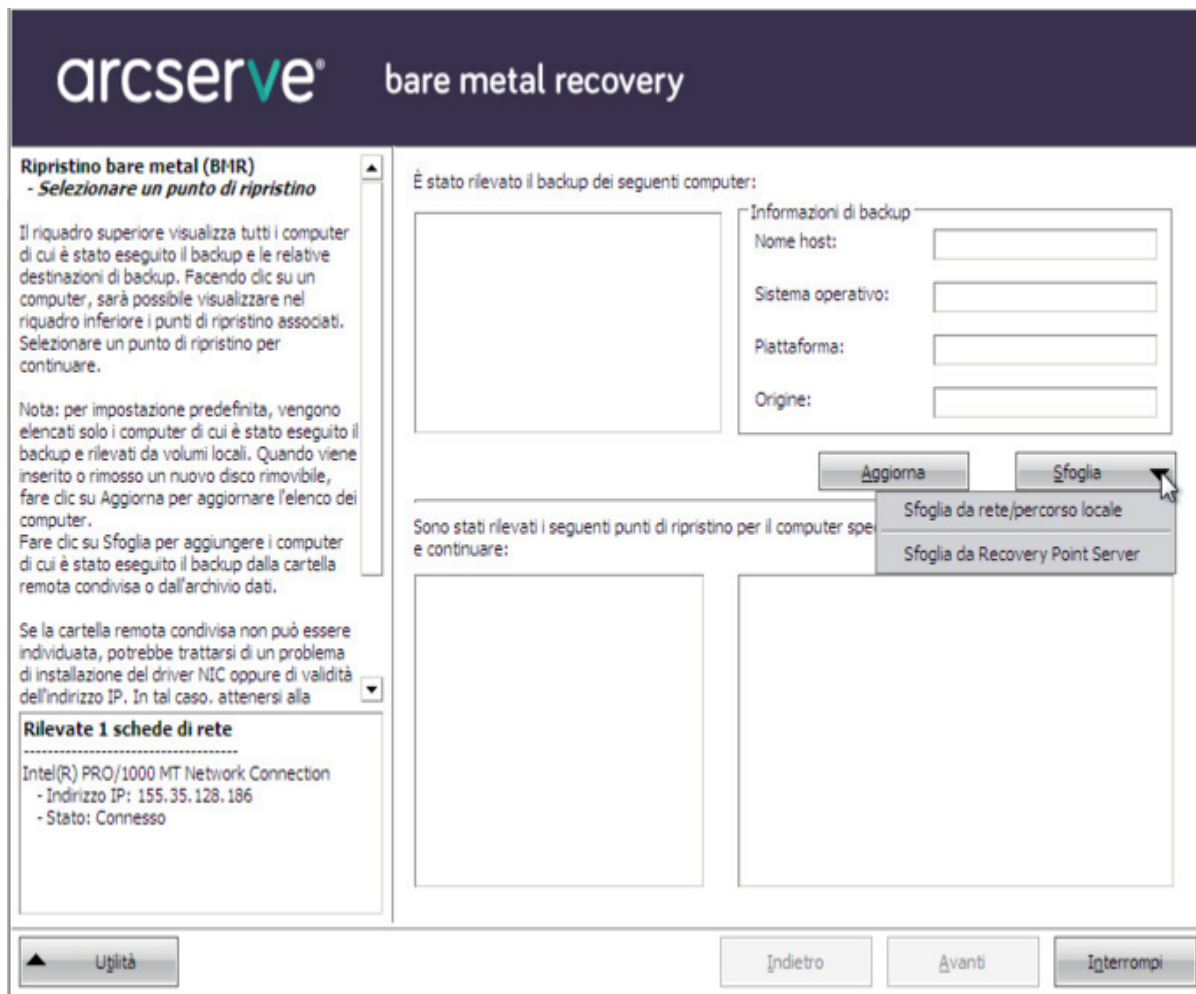 arcserve® bare metal recovery
Ripristino bare metal (BMR)
- Selezionare un punto di ripristino
Il riquadro superiore visualizza tutti i computer
di cui è stato eseguito il backup e le relative
destinazioni di backup. Facendo clic su un
computer, sarà possibile visualizzare nel
riquadro inferiore i punti di ripristino associati.
Selezionare un punto di ripristino per
continuare.
Nota: per impostazione predefinita, vengono
elencati solo i computer di cui è stato eseguito il
backup e rilevati da volumi locali. Quando viene
inserito o rimosso un nuovo disco rimovibile,
fare clic su Aggiorna per aggiornare l'elenco dei
computer.
Fare clic su Sfoglia per aggiungere i computer
di cui è stato eseguito il backup dalla cartella
remota condivisa o dall'archivio dati.
Se la cartella remota condivisa non può essere
individuata, potrebbe trattarsi di un problema
di installazione del driver NIC oppure di validità
dell'indirizzo IP. In tal caso, attenersi alla
Rilevate 1 schede di rete
------------------------------------
Intel(R) PRO/1000 MT Network Connection
- Indirizzo IP: 155.35.128.186
- Stato: Connesso
È stato rilevato il backup dei seguenti computer:
Informazioni di backup
Nome host:
Sistema operativo:
Piattaforma:
Origine:
Aggiorna
Sfoglia
Sfoglia da rete/percorso locale
Sfoglia da Recovery Point Server
Sono stati rilevati i seguenti punti di ripristino per il computer spec
e continuare:
Utilità
Indietro
Avanti
Interrompi